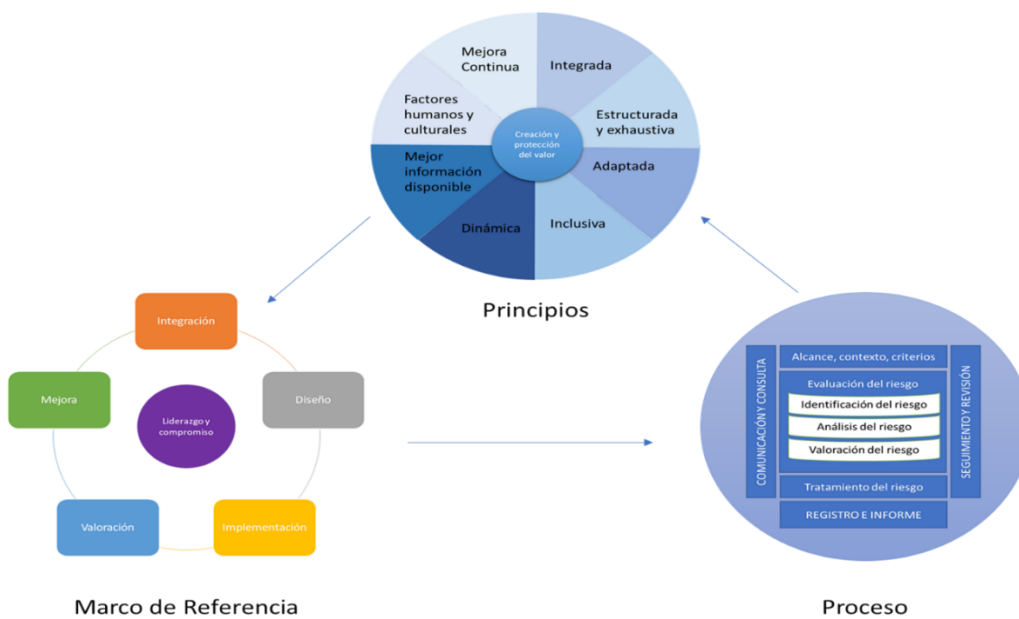 Mejora
Continua
Integrada
Factores
humanos y
culturales
Estructurada
y exhaustiva
Creación y
protección
del valor
Mejor
información
disponible
Adaptada
Dinámica
Inclusiva
Principios
Integración
Mejora
Liderazgo y
compromiso
Diseño
Valoración
Implementación
Marco de Referencia
COMUNICACIÓN Y CONSULTA
Alcance, contexto, criterios
Evaluación del riesgo
Identificación del riesgo
Análisis del riesgo
Valoración del riesgo
Tratamiento del riesgo
REGISTRO E INFORME
SEGUIMIENTO Y REVISIÓN
Proceso